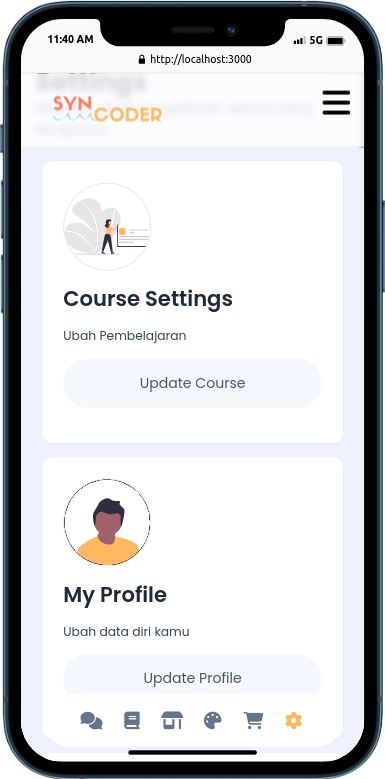 11:40 AM
5G
http://localhost:3000
Settings
SYN
CODER
Course Settings
Ubah Pembelajaran
Update Course
My Profile
Ubah data diri kamu
Update Profile